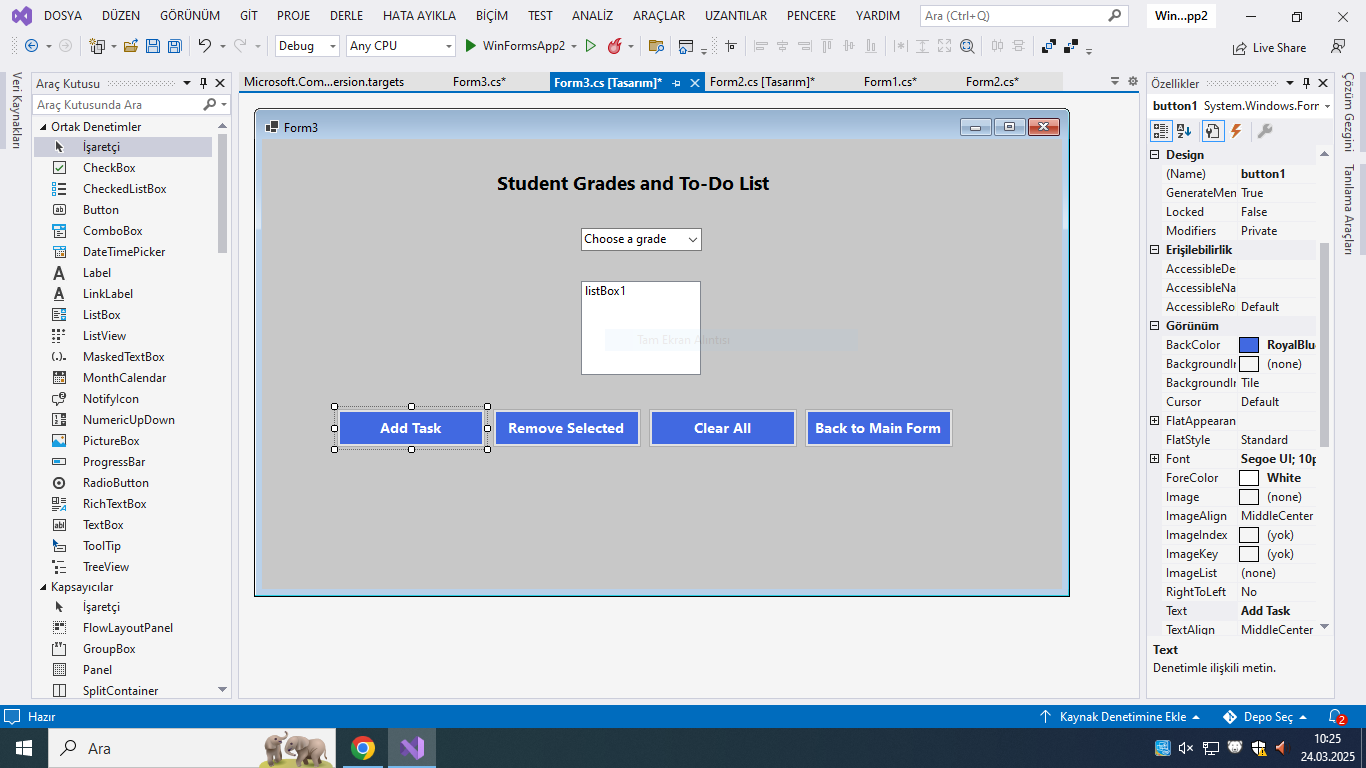 DOSYA DÜZEN GÖRÜNÜM GİT PROJE DERLE HATA AYIKLA BİÇİM TEST ANALİZ ARAÇLAR UZANTILAR PENCERE YARDIM Ara (Ctrl+Q) Win...pp2
Debug Any CPU WinFormsApp2 Live Share
Veri Kaynakları
Araç Kutusu
Araç Kutusunda Ara
Ortak Denetimler
İşaretçi
CheckBox
CheckedListBox
Button
ComboBox
DateTimePicker
Label
LinkLabel
ListBox
ListView
MaskedTextBox
MonthCalendar
NotifyIcon
NumericUpDown
PictureBox
ProgressBar
RadioButton
RichTextBox
TextBox
ToolTip
TreeView
Kapsayıcılar
İşaretçi
FlowLayoutPanel
GroupBox
Panel
SplitContainer
Microsoft.Com...ersion.targets Form3.cs* Form3.cs [Tasarım]* Form2.cs [Tasarım]* Form1.cs* Form2.cs*
Form3
Student Grades and To-Do List
Choose a grade
listBox1
Tam Ekran Alıntısı
Add Task Remove Selected Clear All Back to Main Form
Özellikler
button1 System.Windows.Form
Design
(Name) button1
GenerateMen True
Locked False
Modifiers Private
Erişilebilirlik
AccessibleDe
AccessibleNa
AccessibleRo Default
Görünüm
BackColor RoyalBlu
BackgroundIr (none)
BackgroundIr Tile
Cursor Default
FlatAppearan
FlatStyle Standard
Font Segoe UI; 10p
ForeColor White
Image (none)
ImageAlign MiddleCenter
ImageIndex (yok)
ImageKey (yok)
ImageList (none)
RightToLeft No
Text Add Task
TextAlign MiddleCenter
Text
Denetimle ilişkili metin.
Çözüm Gezgini
Tanılama Araçları
Hazır Kaynak Denetimine Ekle Depo Seç 2
Ara
10:25
24.03.2025